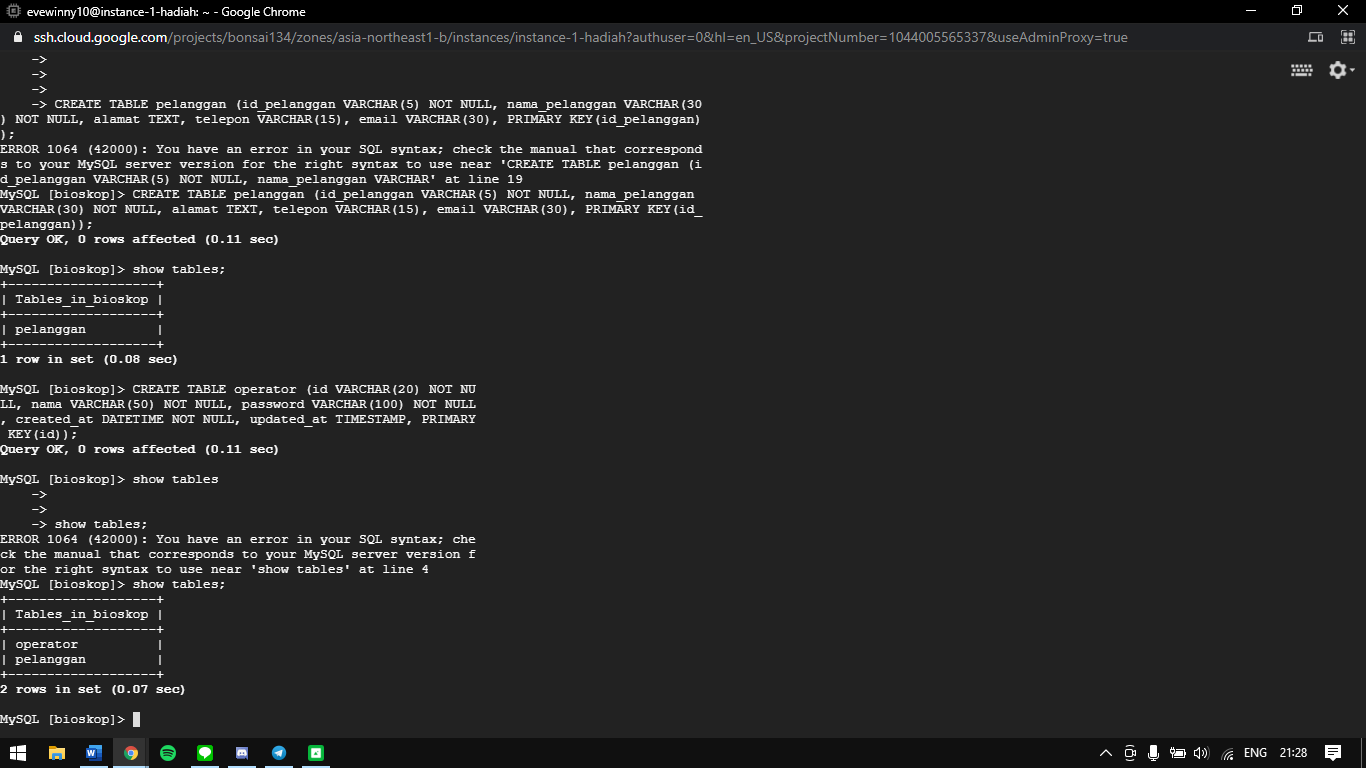 evewinny10@instance-1-hadiah: ~ - Google Chrome
ssh.cloud.google.com/projects/bonsai134/zones/asia-northeast1-b/instances/instance-1-hadiah?authuser=0&hl=en_US&projectNumber=1044005565337&useAdminProxy=true
->
->
->
-> CREATE TABLE pelanggan (id_pelanggan VARCHAR(5) NOT NULL, nama_pelanggan VARCHAR(30
) NOT NULL, alamat TEXT, telepon VARCHAR(15), email VARCHAR(30), PRIMARY KEY(id_pelanggan)
);
ERROR 1064 (42000): You have an error in your SQL syntax; check the manual that correspond
s to your MySQL server version for the right syntax to use near 'CREATE TABLE pelanggan (i
d_pelanggan VARCHAR(5) NOT NULL, nama_pelanggan VARCHAR' at line 19
MySQL [bioskop]> CREATE TABLE pelanggan (id_pelanggan VARCHAR(5) NOT NULL, nama_pelanggan
VARCHAR(30) NOT NULL, alamat TEXT, telepon VARCHAR(15), email VARCHAR(30), PRIMARY KEY(id_
pelanggan));
Query OK, 0 rows affected (0.11 sec)
MySQL [bioskop]> show tables;
+-------------------+
| Tables_in_bioskop |
+-------------------+
| pelanggan         |
+-------------------+
1 row in set (0.08 sec)
MySQL [bioskop]> CREATE TABLE operator (id VARCHAR(20) NOT NU
LL, nama VARCHAR(50) NOT NULL, password VARCHAR(100) NOT NULL
, created_at DATETIME NOT NULL, updated_at TIMESTAMP, PRIMARY
KEY(id));
Query OK, 0 rows affected (0.11 sec)
MySQL [bioskop]> show tables
->
->
-> show tables;
ERROR 1064 (42000): You have an error in your SQL syntax; che
ck the manual that corresponds to your MySQL server version f
or the right syntax to use near 'show tables' at line 4
MySQL [bioskop]> show tables;
+-------------------+
| Tables_in_bioskop |
+-------------------+
| operator          |
| pelanggan         |
+-------------------+
2 rows in set (0.07 sec)
MySQL [bioskop]>
ENG 21:28